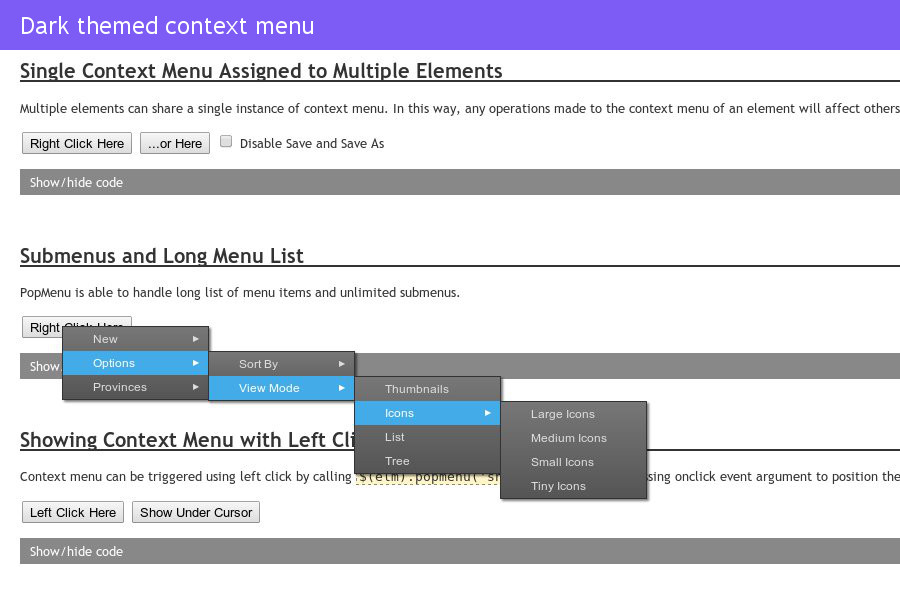 Dark themed context menu
Single Context Menu Assigned to Multiple Elements
Multiple elements can share a single instance of context menu. In this way, any operations made to the context menu of an element will affect others
Right Click Here ...or Here Disable Save and Save As
Show/hide code
Submenus and Long Menu List
PopMenu is able to handle long list of menu items and unlimited submenus.
Right Click Here
New
Show
Options
Sort By
Provinces
View Mode
Thumbnails
Icons
Large Icons
List
Medium Icons
Tree
Small Icons
Tiny Icons
Showing Context Menu with Left
Context menu can be triggered using left click by calling $(elm).popmenu( onclick event argument to position the
Left Click Here Show Under Cursor
Show/hide code